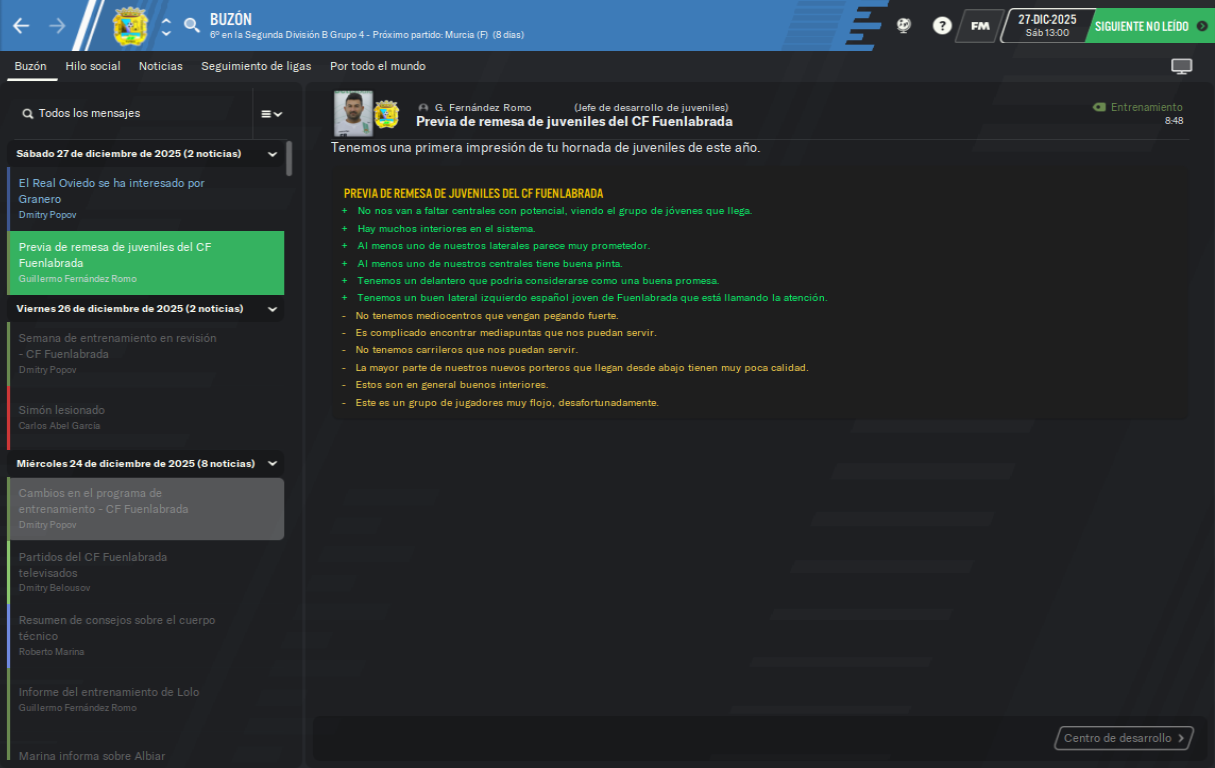 BUZÓN
6º en la Segunda División B Grupo 4 - Próximo partido: Murcia (F) (8 días)
?
FM
27-DIC-2025
Sáb 13:00
SIGUIENTE NO LEÍDO
Buzón
Hilo social
Noticias
Seguimiento de ligas
Por todo el mundo
Todos los mensajes
Sábado 27 de diciembre de 2025 (2 noticias)
El Real Oviedo se ha interesado por
Granero
Dmitry Popov
Previa de remesa de juveniles del CF
Fuenlabrada
Guillermo Fernández Romo
Viernes 26 de diciembre de 2025 (2 noticias)
Semana de entrenamiento en revisión
- CF Fuenlabrada
Dmitry Popov
Simón lesionado
Carlos Abel García
Miércoles 24 de diciembre de 2025 (8 noticias)
Cambios en el programa de
entrenamiento - CF Fuenlabrada
Dmitry Popov
Partidos del CF Fuenlabrada
televisados
Dmitry Belousov
Resumen de consejos sobre el cuerpo
técnico
Roberto Marina
Informe del entrenamiento de Lolo
Guillermo Fernández Romo
Marina informa sobre Albiar
G. Fernández Romo (Jefe de desarrollo de juveniles)
Previa de remesa de juveniles del CF Fuenlabrada
Entrenamiento
8:48
Tenemos una primera impresión de tu hornada de juveniles de este año.
PREVIA DE REMESA DE JUVENILES DEL CF FUENLABRADA
+ No nos van a faltar centrales con potencial, viendo el grupo de jóvenes que llega.
+ Hay muchos interiores en el sistema.
+ Al menos uno de nuestros laterales parece muy prometedor.
+ Al menos uno de nuestros centrales tiene buena pinta.
+ Tenemos un delantero que podría considerarse como una buena promesa.
+ Tenemos un buen lateral izquierdo español joven de Fuenlabrada que está llamando la atención.
- No tenemos mediocentros que vengan pegando fuerte.
- Es complicado encontrar mediapuntas que nos puedan servir.
- No tenemos carrileros que nos puedan servir.
- La mayor parte de nuestros nuevos porteros que llegan desde abajo tienen muy poca calidad.
- Estos son en general buenos interiores.
- Este es un grupo de jugadores muy flojo, desafortunadamente.
Centro de desarrollo